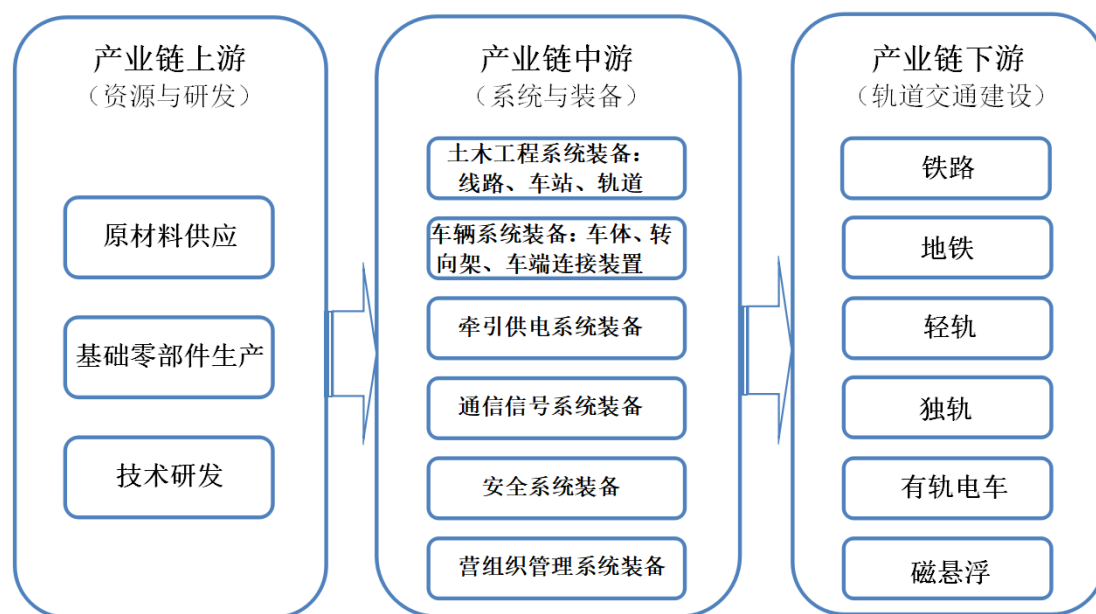 产业链上游
（资源与研发）
原材料供应
基础零部件生产
技术研发
产业链中游
（系统与装备）
土木工程系统装备：
线路、车站、轨道
车辆系统装备：车体、转
向架、车端连接装置
牵引供电系统装备
通信信号系统装备
安全系统装备
营组织管理系统装备
产业链下游
（轨道交通建设）
铁路
地铁
轻轨
独轨
有轨电车
磁悬浮